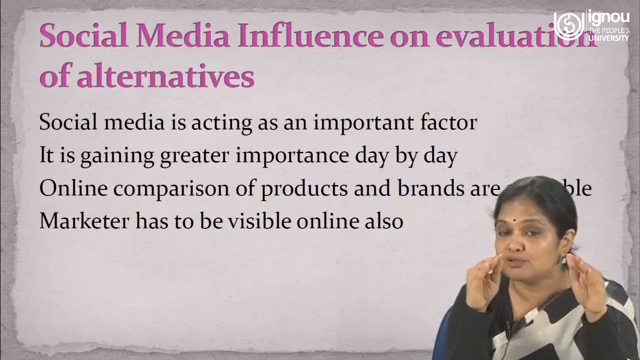 ignou
THE PEOPLE'S
UNIVERSITY
Social Media Influence on evaluation
of alternatives
Social media is acting as an important factor
It is gaining greater importance day by day
Online comparison of products and brands are
Marketer has to be visible online also